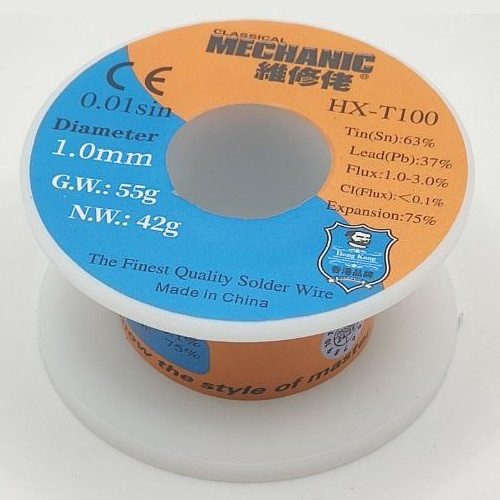 CLASSICAL
MECHANIC®
維修佬
CE
0.01sin
Diameter
1.0mm
G.W.: 55g
N.W.: 42g
HX-T100
Tin(Sn):63%
Lead(Pb):37%
Flux:1.0-3.0%
CI(Flux):<0.1%
Expansion:75%
Hong Kong
香港品牌
The Finest Quality Solder Wire
Made in China
75%
the style of